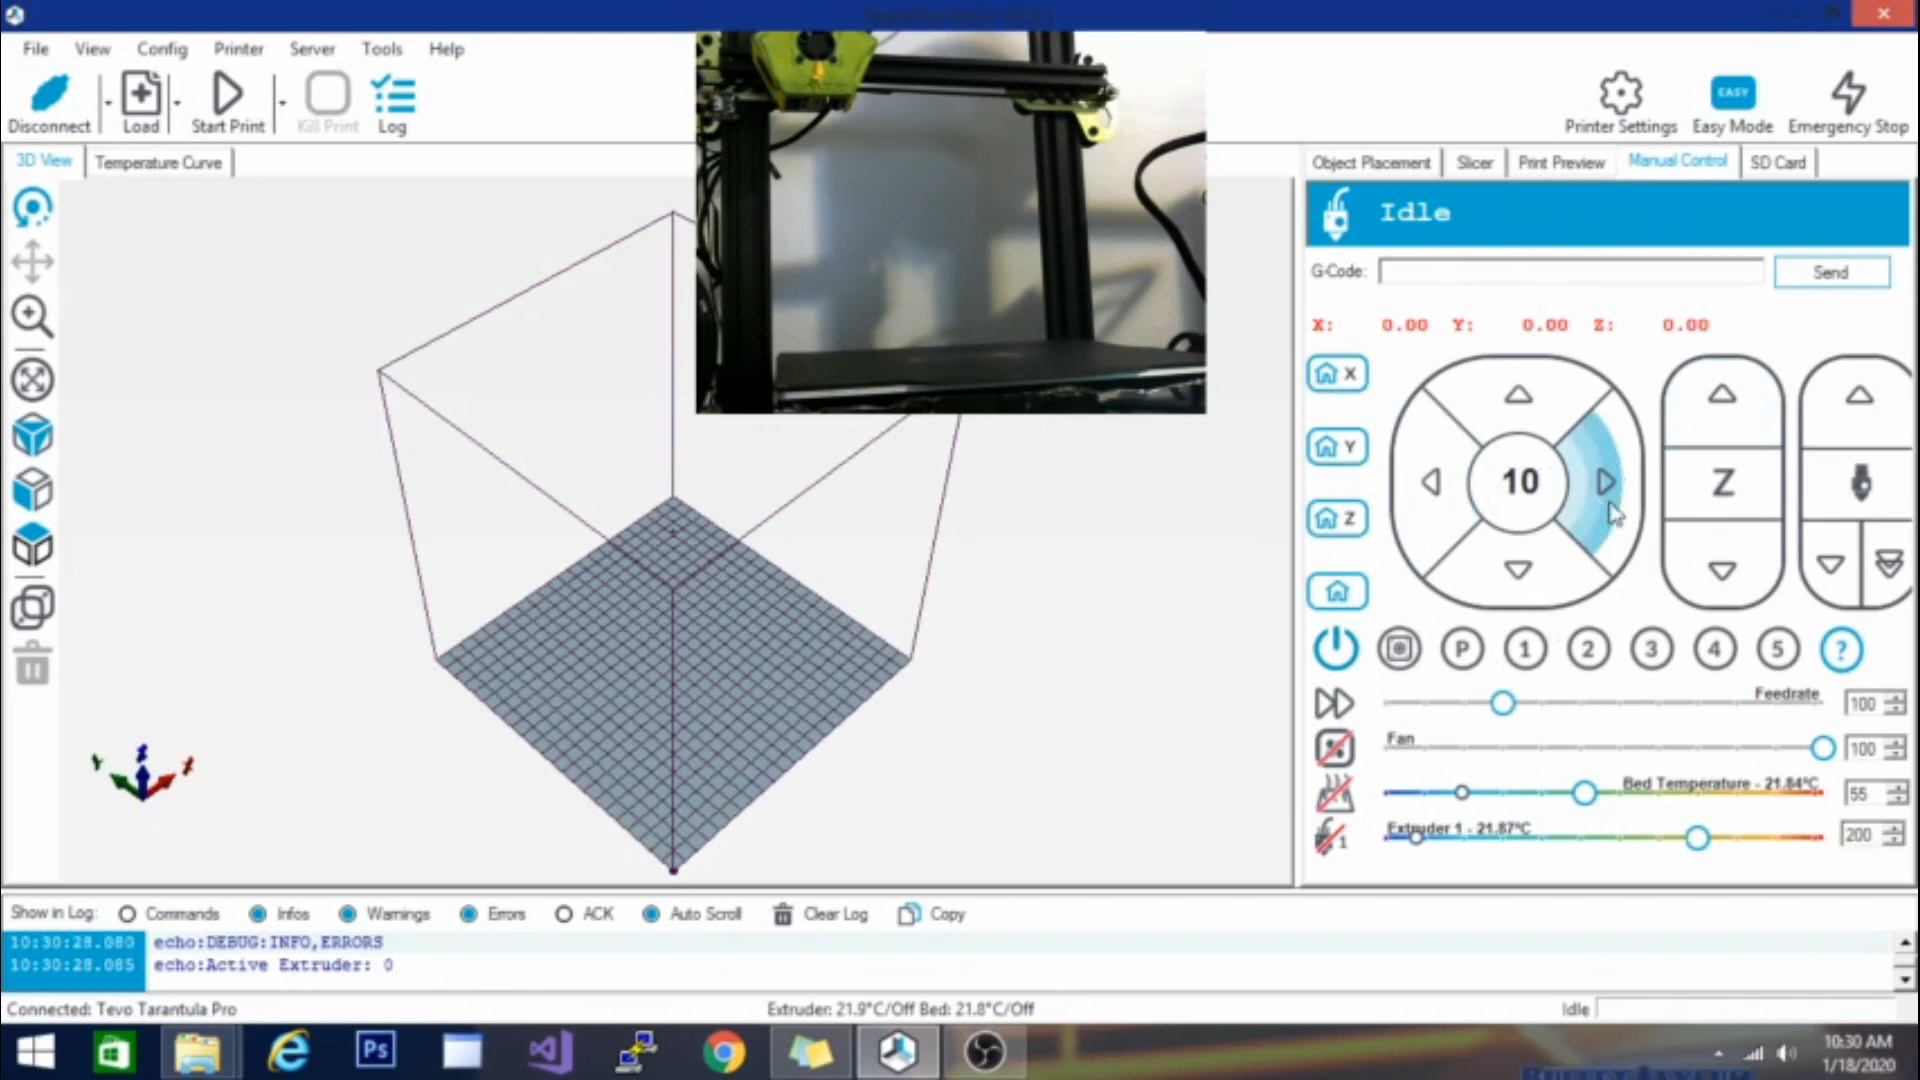 File View Config Printer Server Tools Help
Disconnect Load Start Print Kill Print Log
Printer Settings EASY Easy Mode Emergency Stop
3D View Temperature Curve
Object Placement Slicer Print Preview Manual Control SD Card
Idle
G-Code: Send
X: 0.00 Y: 0.00 Z: 0.00
X
Y
Z
10
Z
P 1 2 3 4 5 ?
Feedrate 100
Fan 100
Bed Temperature - 21.84°C 55
Extruder 1 - 21.87°C 200
1
Y Z X
Show in Log: Commands Infos Warnings Errors ACK Auto Scroll Clear Log Copy
10:30:28.080 echo:DEBUG:INFO,ERRORS
10:30:28.085 echo:Active Extruder: 0
Connected: Tevo Tarantula Pro Extruder: 21.9°C/Off Bed: 21.8°C/Off Idle
Ps
10:30 AM
1/18/2020